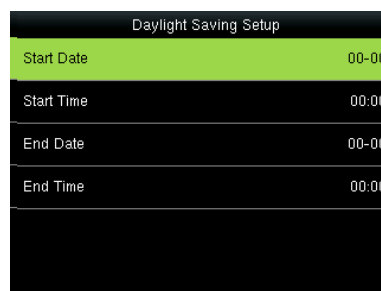 Daylight Saving Setup
Start Date 00-0
Start Time 00:0
End Date 00-0
End Time 00:0